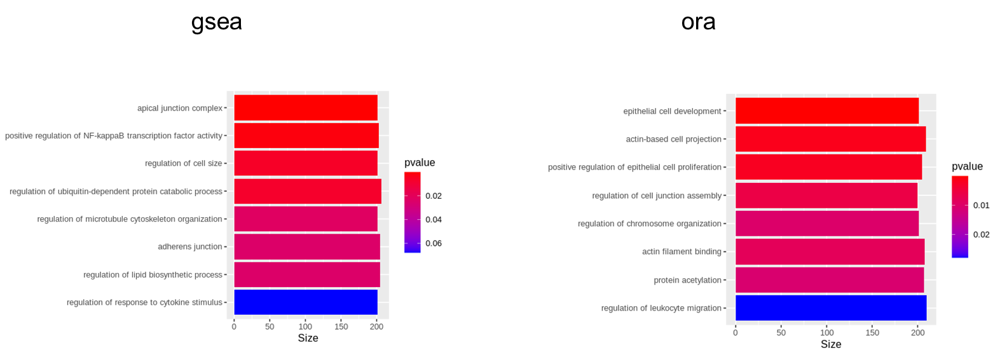 gsea
apical junction complex
positive regulation of NF-kappaB transcription factor activity
regulation of cell size
regulation of ubiquitin-dependent protein catabolic process
regulation of microtubule cytoskeleton organization
adherens junction
regulation of lipid biosynthetic process
regulation of response to cytokine stimulus
0 50 100 150 200
Size
pvalue
0.02
0.04
0.06
ora
epithelial cell development
actin-based cell projection
positive regulation of epithelial cell proliferation
regulation of cell junction assembly
regulation of chromosome organization
actin filament binding
protein acetylation
regulation of leukocyte migration
0 50 100 150 200
Size
pvalue
0.01
0.02